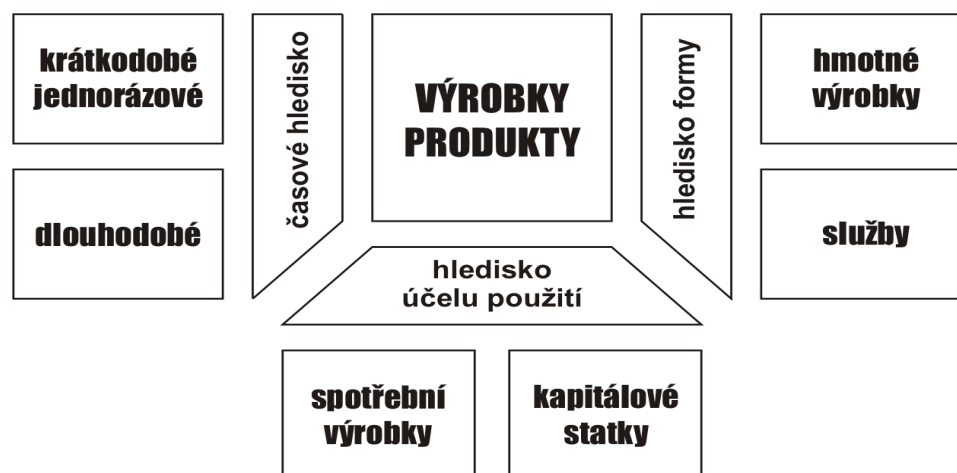 krátkodobé
jednorázové
dlouhodobé
časové hledisko
VÝROBKY
PRODUKTY
hledisko formy
hmotné
výrobky
služby
hledisko
účelu použití
spotřební
výrobky
kapitálové
statky